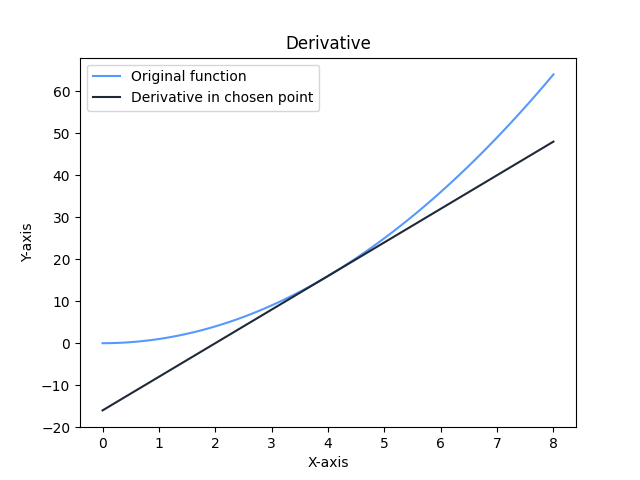 Derivative
Original function
Derivative in chosen point
60
50
40
30
20
10
0
−10
−20
Y-axis
0 1 2 3 4 5 6 7 8
X-axis